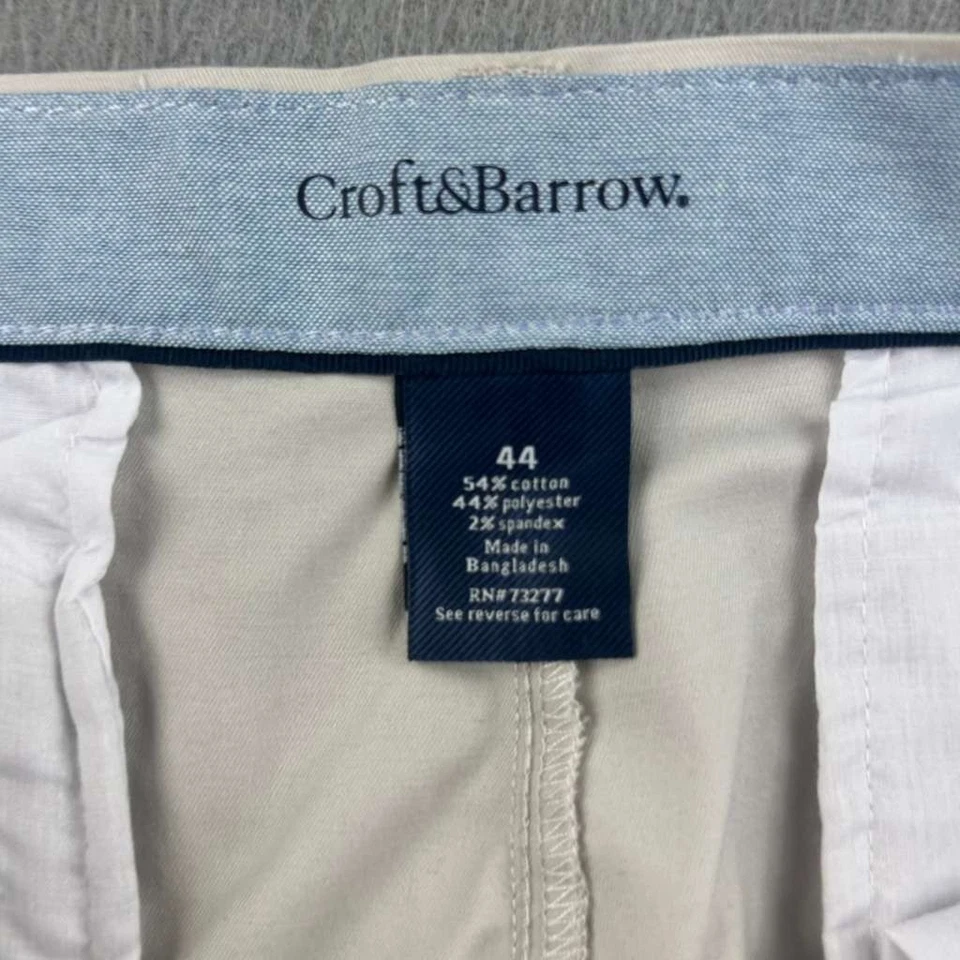 Croft&Barrow.
44
54% cotton
44% polyester
2% spandex
Made in
Bangladesh
RN# 73277
See reverse for care